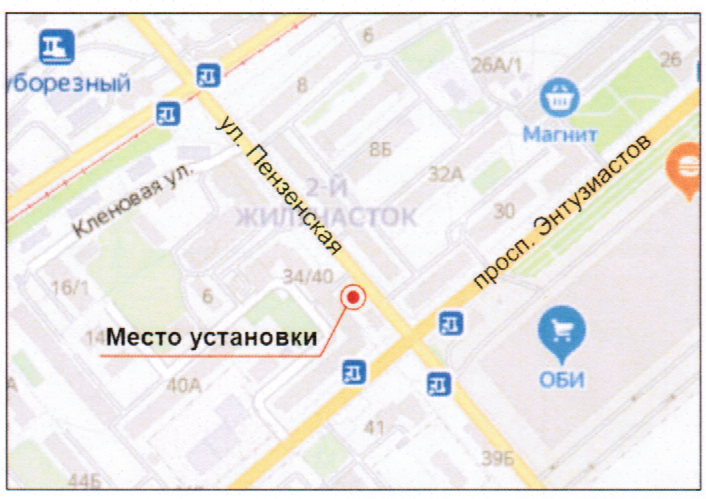 6
26А/1
26
уборезный
8
Магнит
ул. Пензенская
8Б
32А
Кленовая ул.
2-Й
30
просп. Энтузиастов
16/1
34/40
6
Место установки
14
40А
ОБИ
41
39Б
44Б